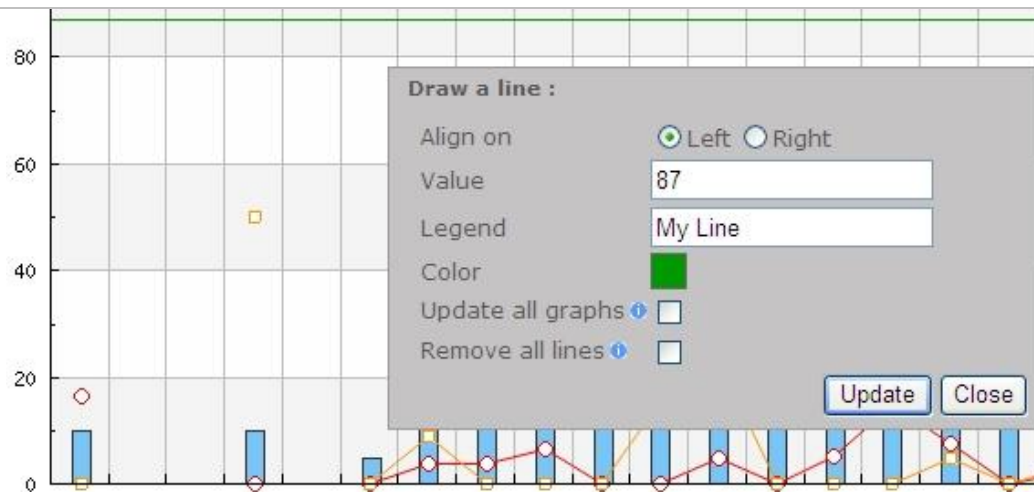 80
60
40
20
0
Draw a line :
Align on Left Right
Value 87
Legend My Line
Color
Update all graphs i
Remove all lines i
Update Close